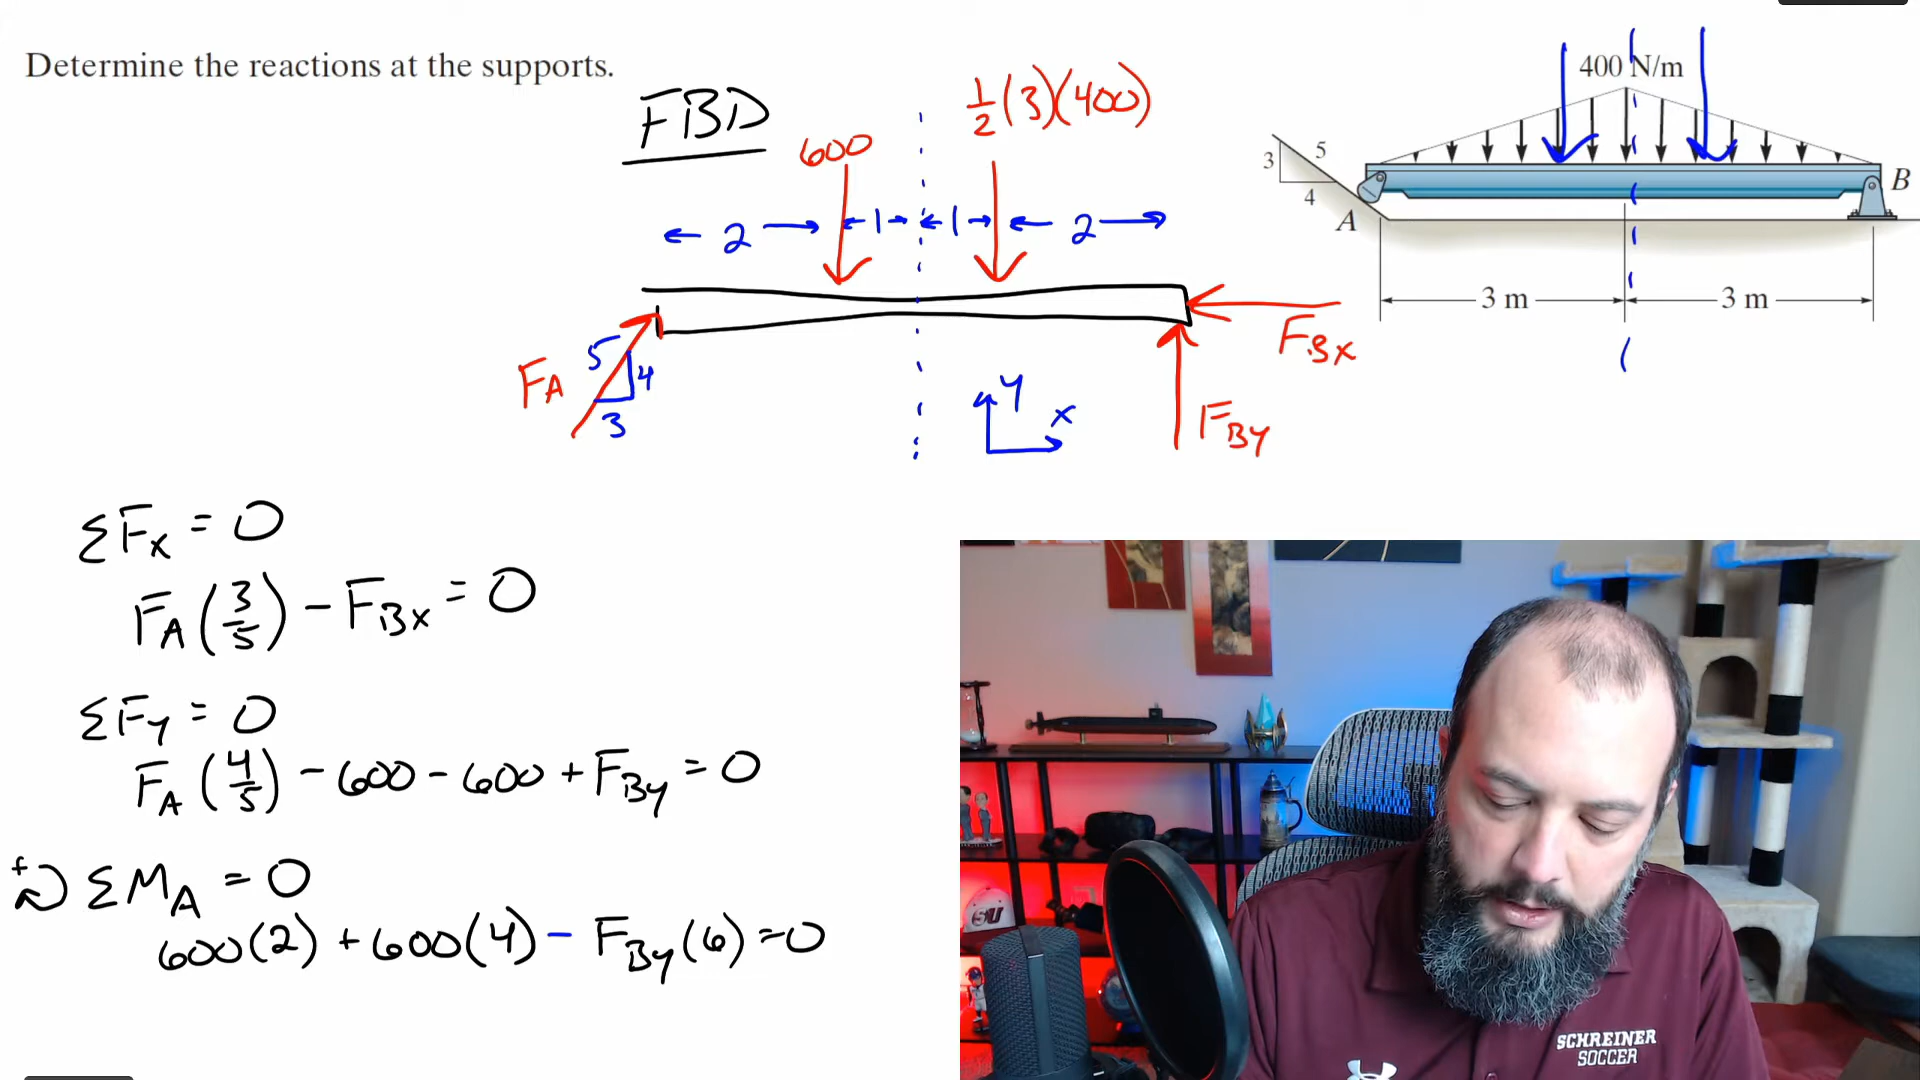 Determine the reactions at the supports.
FBD
600
1/2 (3)(400)
2 1 1 2
FA
5
4
3
y
x
FBx
FBy
400 N/m
3
5
4
A
B
3 m
3 m
ΣFx = 0
FA (3/5) - FBx = 0
ΣFy = 0
FA (4/5) - 600 - 600 + FBy = 0
+ ΣMA = 0
600(2) + 600(4) - FBy(6) = 0
SU
SCHREINER
SOCCER